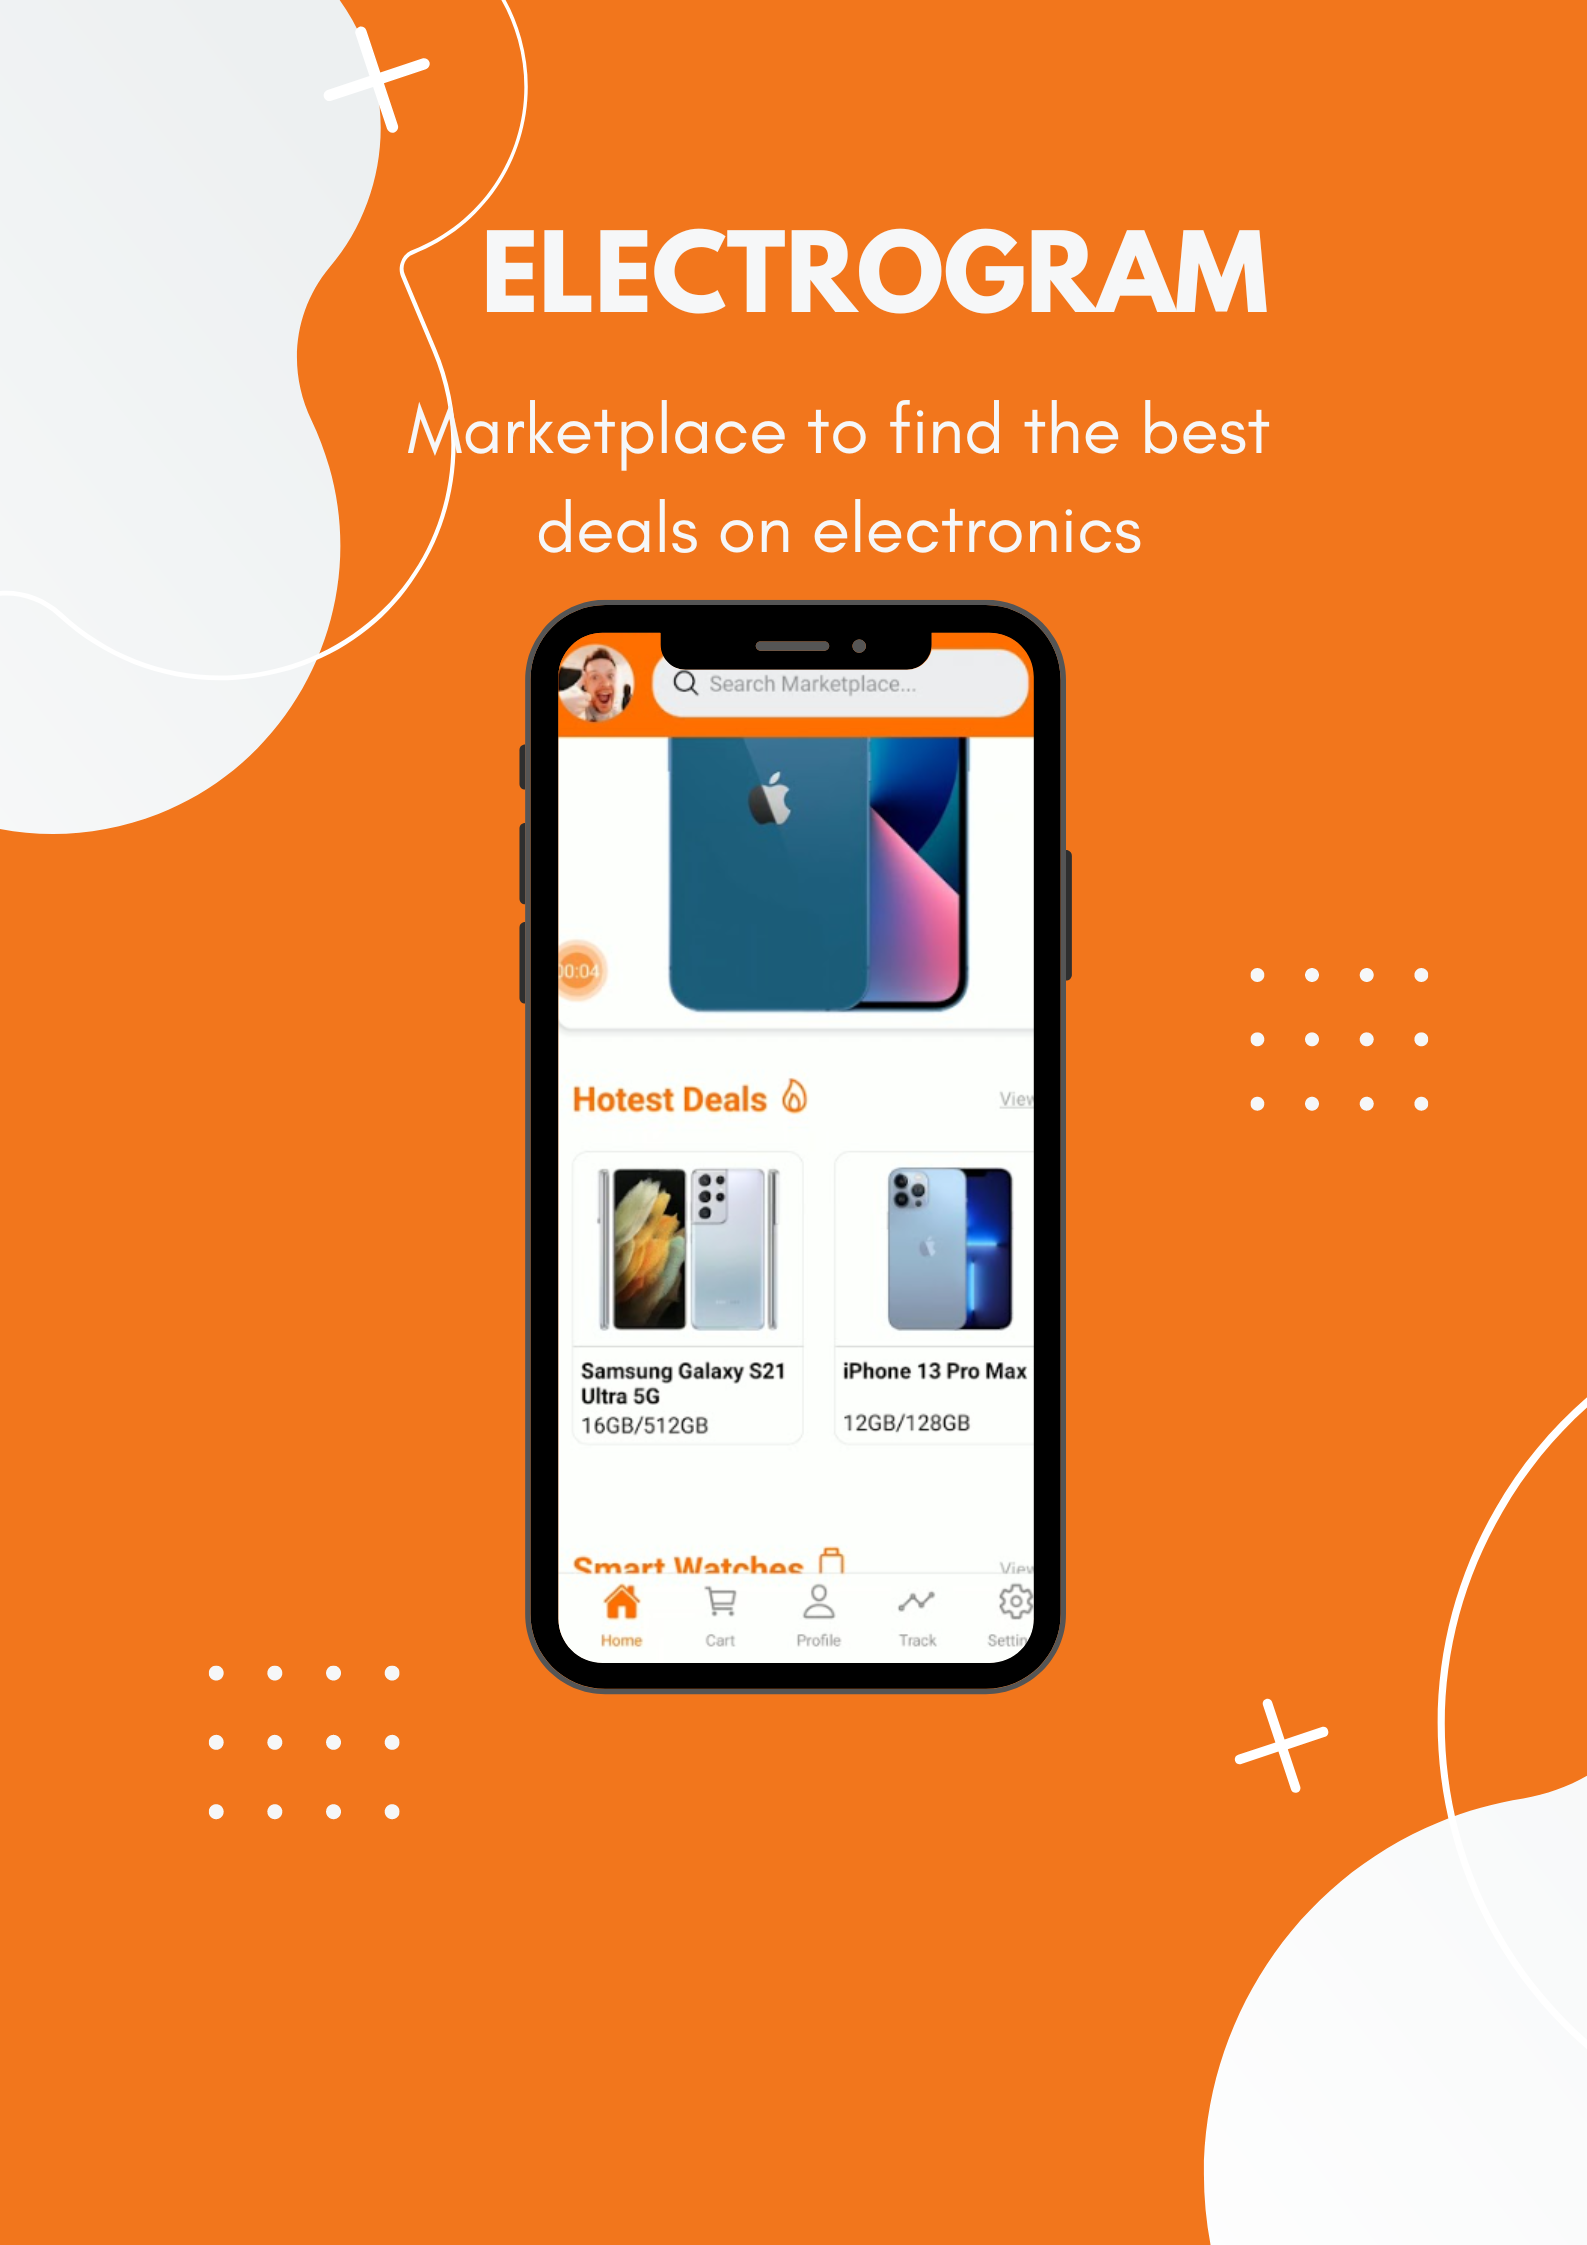 ELECTROGRAM
Marketplace to find the best
deals on electronics
Search Marketplace...
00:04
Hotest Deals
View
Samsung Galaxy S21
Ultra 5G
16GB/512GB
iPhone 13 Pro Max
12GB/128GB
Smart Watches
View
Home
Cart
Profile
Track
Settin